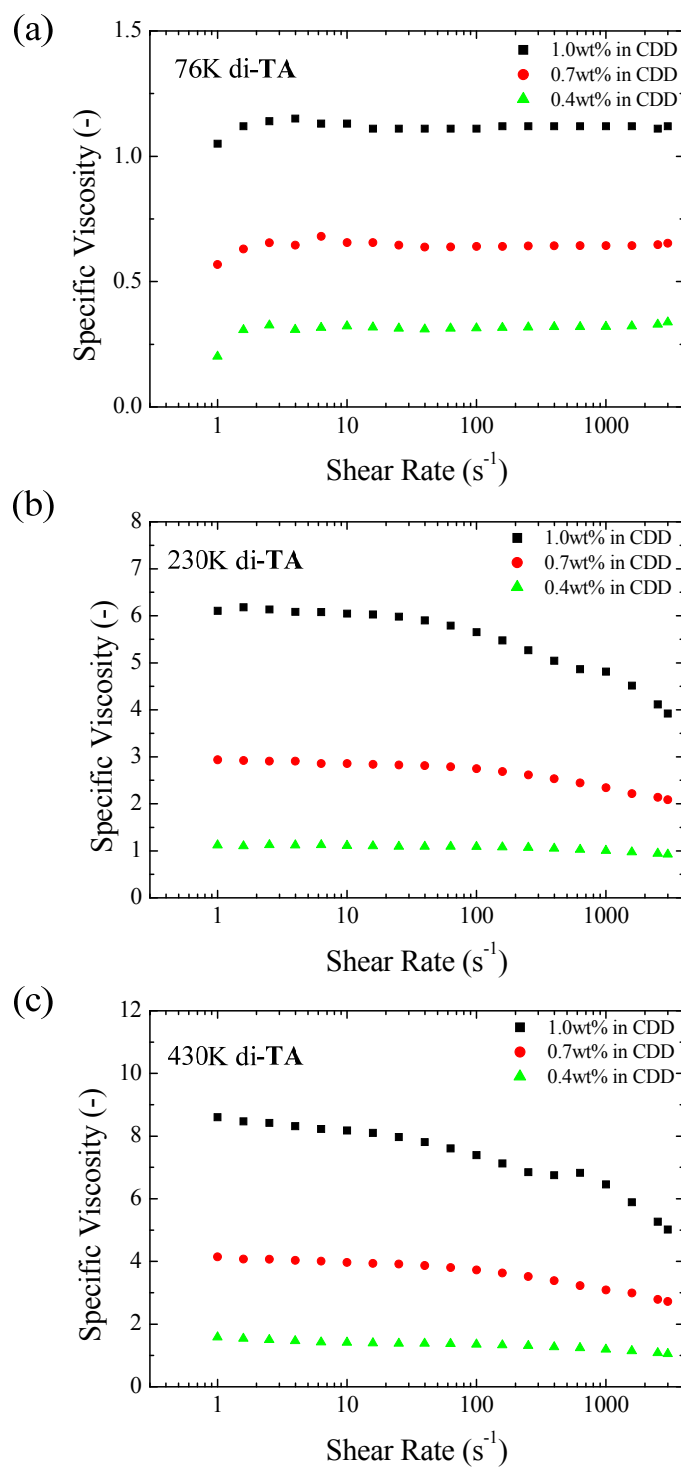 (a)
76K di-TA
1.0wt% in CDD
0.7wt% in CDD
0.4wt% in CDD
1.5
1.0
0.5
0.0
Specific Viscosity (-)
1 10 100 1000
Shear Rate (s⁻¹)
(b)
230K di-TA
1.0wt% in CDD
0.7wt% in CDD
0.4wt% in CDD
8
7
6
5
4
3
2
1
0
Specific Viscosity (-)
1 10 100 1000
Shear Rate (s⁻¹)
(c)
430K di-TA
1.0wt% in CDD
0.7wt% in CDD
0.4wt% in CDD
12
10
8
6
4
2
0
Specific Viscosity (-)
1 10 100 1000
Shear Rate (s⁻¹)